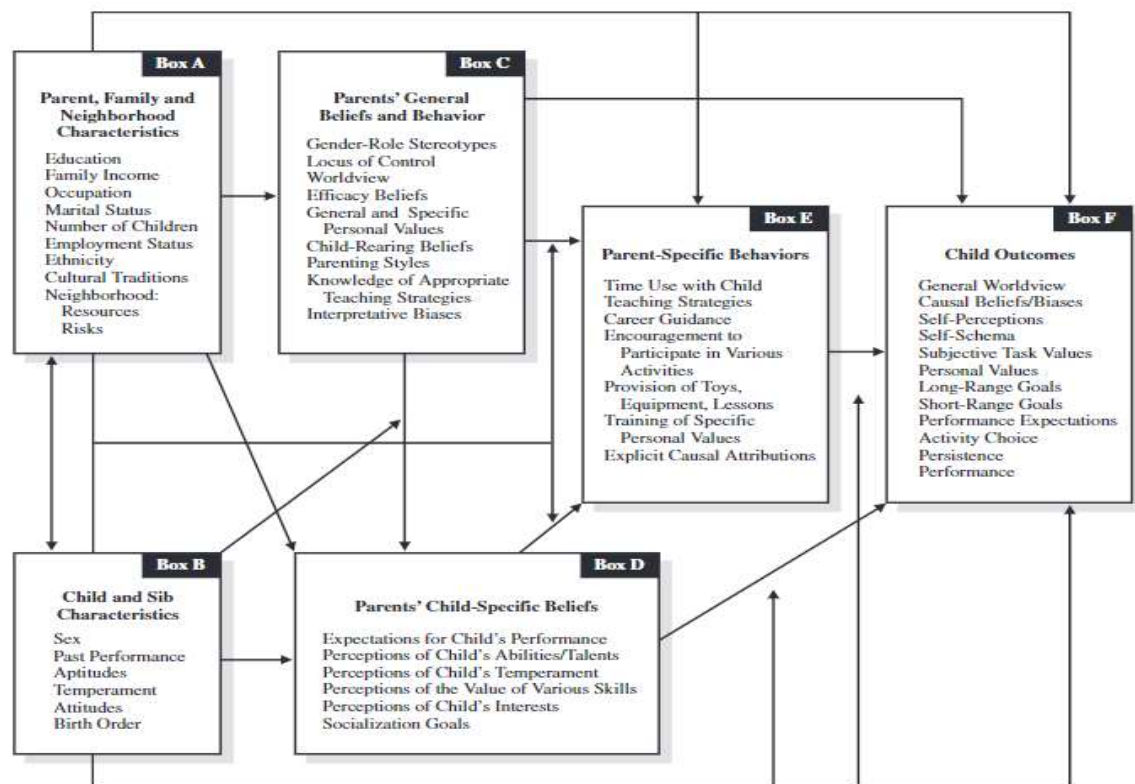 Box A
Parent, Family and
Neighborhood
Characteristics
Education
Family Income
Occupation
Marital Status
Number of Children
Employment Status
Ethnicity
Cultural Traditions
Neighborhood:
Resources
Risks
Box C
Parents' General
Beliefs and Behavior
Gender-Role Stereotypes
Locus of Control
Worldview
Efficacy Beliefs
General and Specific
Personal Values
Child-Rearing Beliefs
Parenting Styles
Knowledge of Appropriate
Teaching Strategies
Interpretative Biases
Box E
Parent-Specific Behaviors
Time Use with Child
Teaching Strategies
Career Guidance
Encouragement to
Participate in Various
Activities
Provision of Toys,
Equipment, Lessons
Training of Specific
Personal Values
Explicit Causal Attributions
Box F
Child Outcomes
General Worldview
Causal Beliefs/Biases
Self-Perceptions
Self-Schema
Subjective Task Values
Personal Values
Long-Range Goals
Short-Range Goals
Performance Expectations
Activity Choice
Persistence
Performance
Box B
Child and Sib
Characteristics
Sex
Past Performance
Aptitudes
Temperament
Attitudes
Birth Order
Box D
Parents' Child-Specific Beliefs
Expectations for Child's Performance
Perceptions of Child's Abilities/Talents
Perceptions of Child's Temperament
Perceptions of the Value of Various Skills
Perceptions of Child's Interests
Socialization Goals